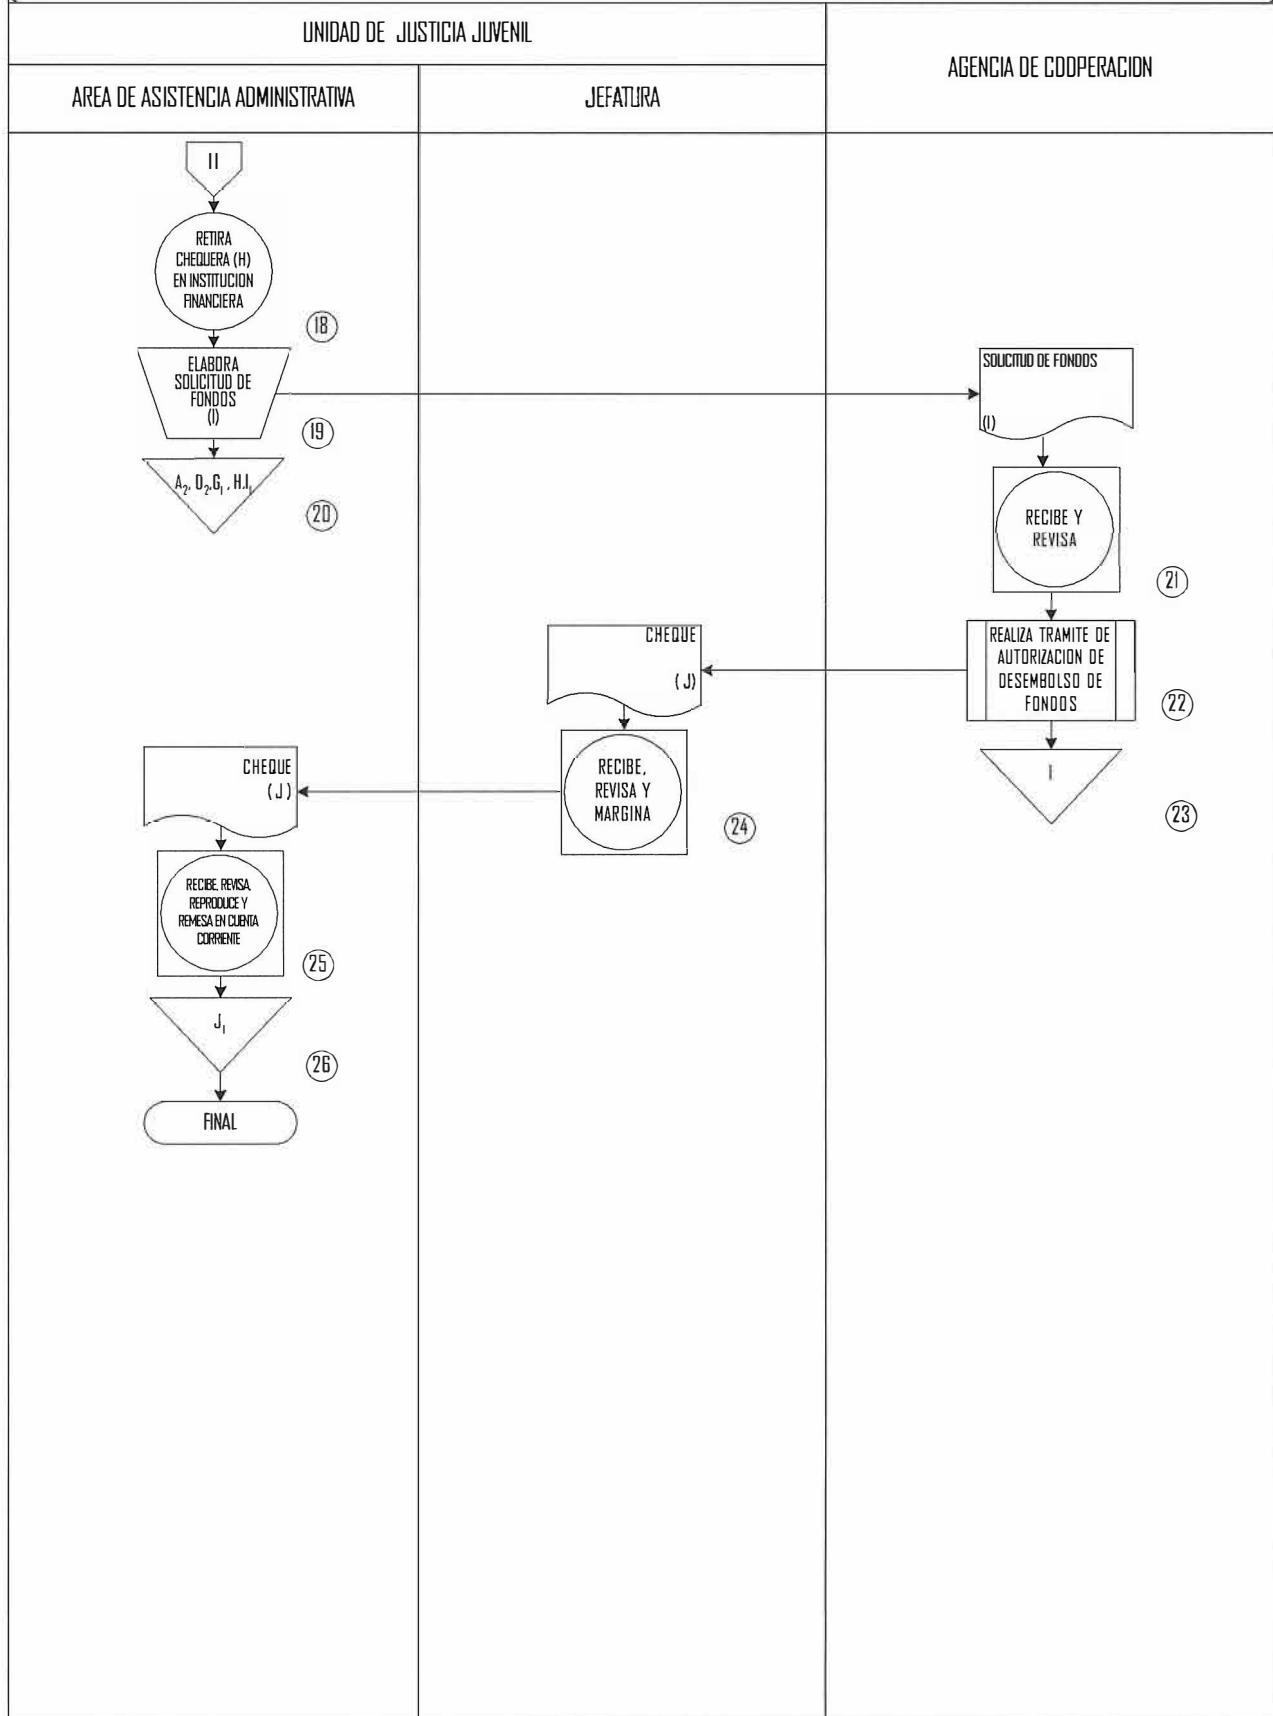 UNIDAD DE JUSTICIA JUVENIL
AGENCIA DE COOPERACION
AREA DE ASISTENCIA ADMINISTRATIVA
JEFATURA
II
RETIRA
CHEQUERA (H)
EN INSTITUCION
FINANCIERA
18
ELABORA
SOLICITUD DE
FONDOS
(I)
19
SOLICITUD DE FONDOS
(I)
A2, D2,G1 , H,I1
20
RECIBE Y
REVISA
21
REALIZA TRAMITE DE
AUTORIZACION DE
DESEMBOLSO DE
FONDOS
22
CHEQUE
( J)
I
23
RECIBE,
REVISA Y
MARGINA
24
CHEQUE
( J )
RECIBE, REVISA,
REPRODUCE Y
REMESA EN CUENTA
CORRIENTE
25
J1
26
FINAL